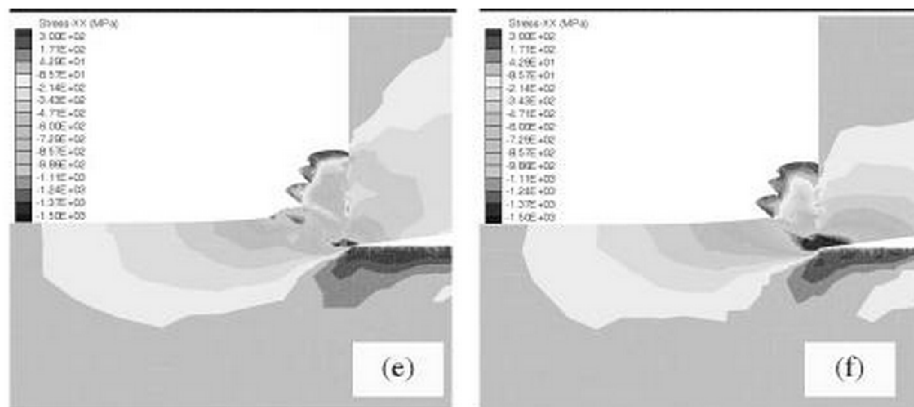 Stress-XX (MPa)
3.00E+02
1.71E+02
4.29E+01
-8.57E+01
-2.14E+02
-3.43E+02
-4.71E+02
-6.00E+02
-7.29E+02
-8.57E+02
-9.86E+02
-1.11E+03
-1.24E+03
-1.37E+03
-1.50E+03
(e)
Stress-XX (MPa)
3.00E+02
1.71E+02
4.29E+01
-8.57E+01
-2.14E+02
-3.43E+02
-4.71E+02
-6.00E+02
-7.29E+02
-8.57E+02
-9.86E+02
-1.11E+03
-1.24E+03
-1.37E+03
-1.50E+03
(f)